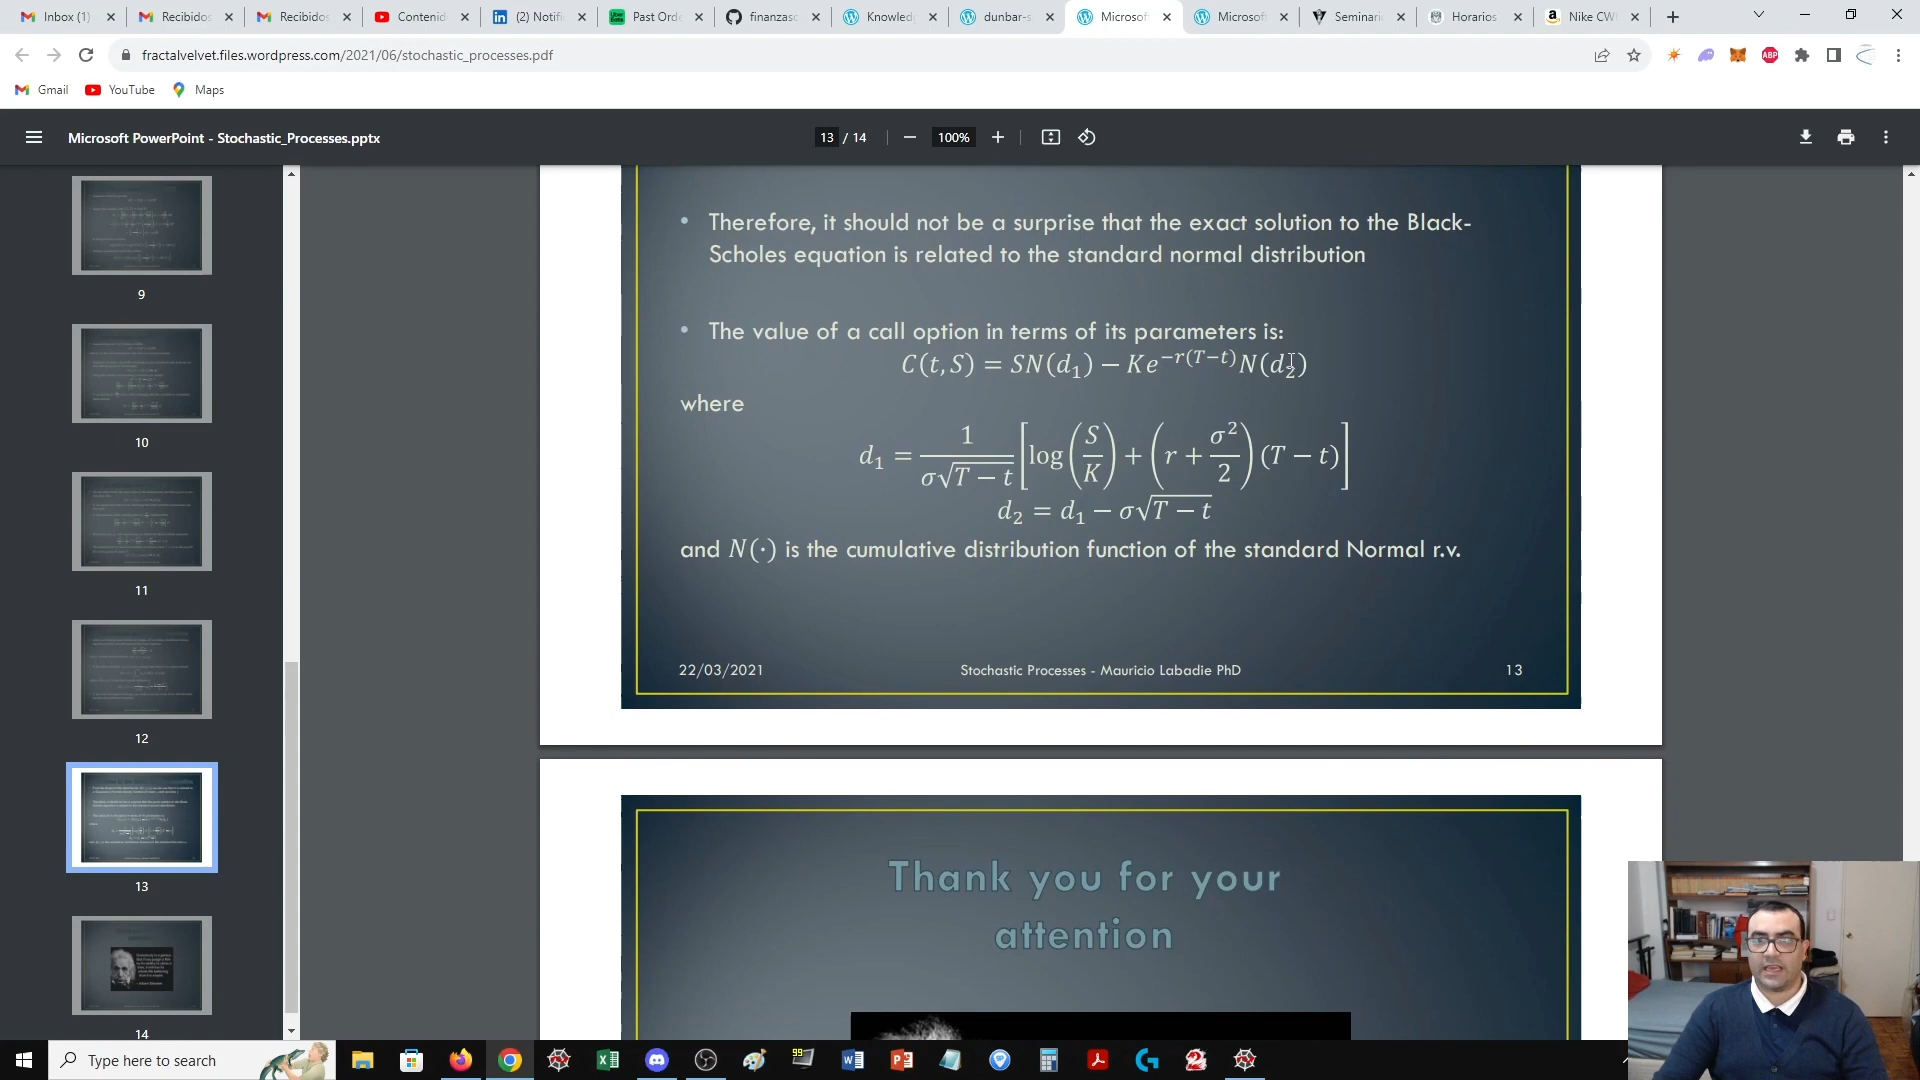 Inbox (1)
Recibidos
Recibidos
Contenid
(2) Notifi
Past Ord
finanzasc
Knowled
dunbar-s
Microsof
Microsof
Seminari
Horarios
Nike CW
fractalvelvet.files.wordpress.com/2021/06/stochastic_processes.pdf
ABP
Gmail
YouTube
Maps
Microsoft PowerPoint - Stochastic_Processes.pptx
13 / 14
100%
9
10
11
12
13
14
• Therefore, it should not be a surprise that the exact solution to the Black-
Scholes equation is related to the standard normal distribution
• The value of a call option in terms of its parameters is:
C(t, S) = SN(d₁) − Ke^{−r(T−t)}N(d₂)
where
d₁ = 1/(σ√(T − t)) [log(S/K) + (r + σ²/2)(T − t)]
d₂ = d₁ − σ√(T − t)
and N(·) is the cumulative distribution function of the standard Normal r.v.
22/03/2021
Stochastic Processes - Mauricio Labadie PhD
13
Thank you for your
attention
Type here to search
99